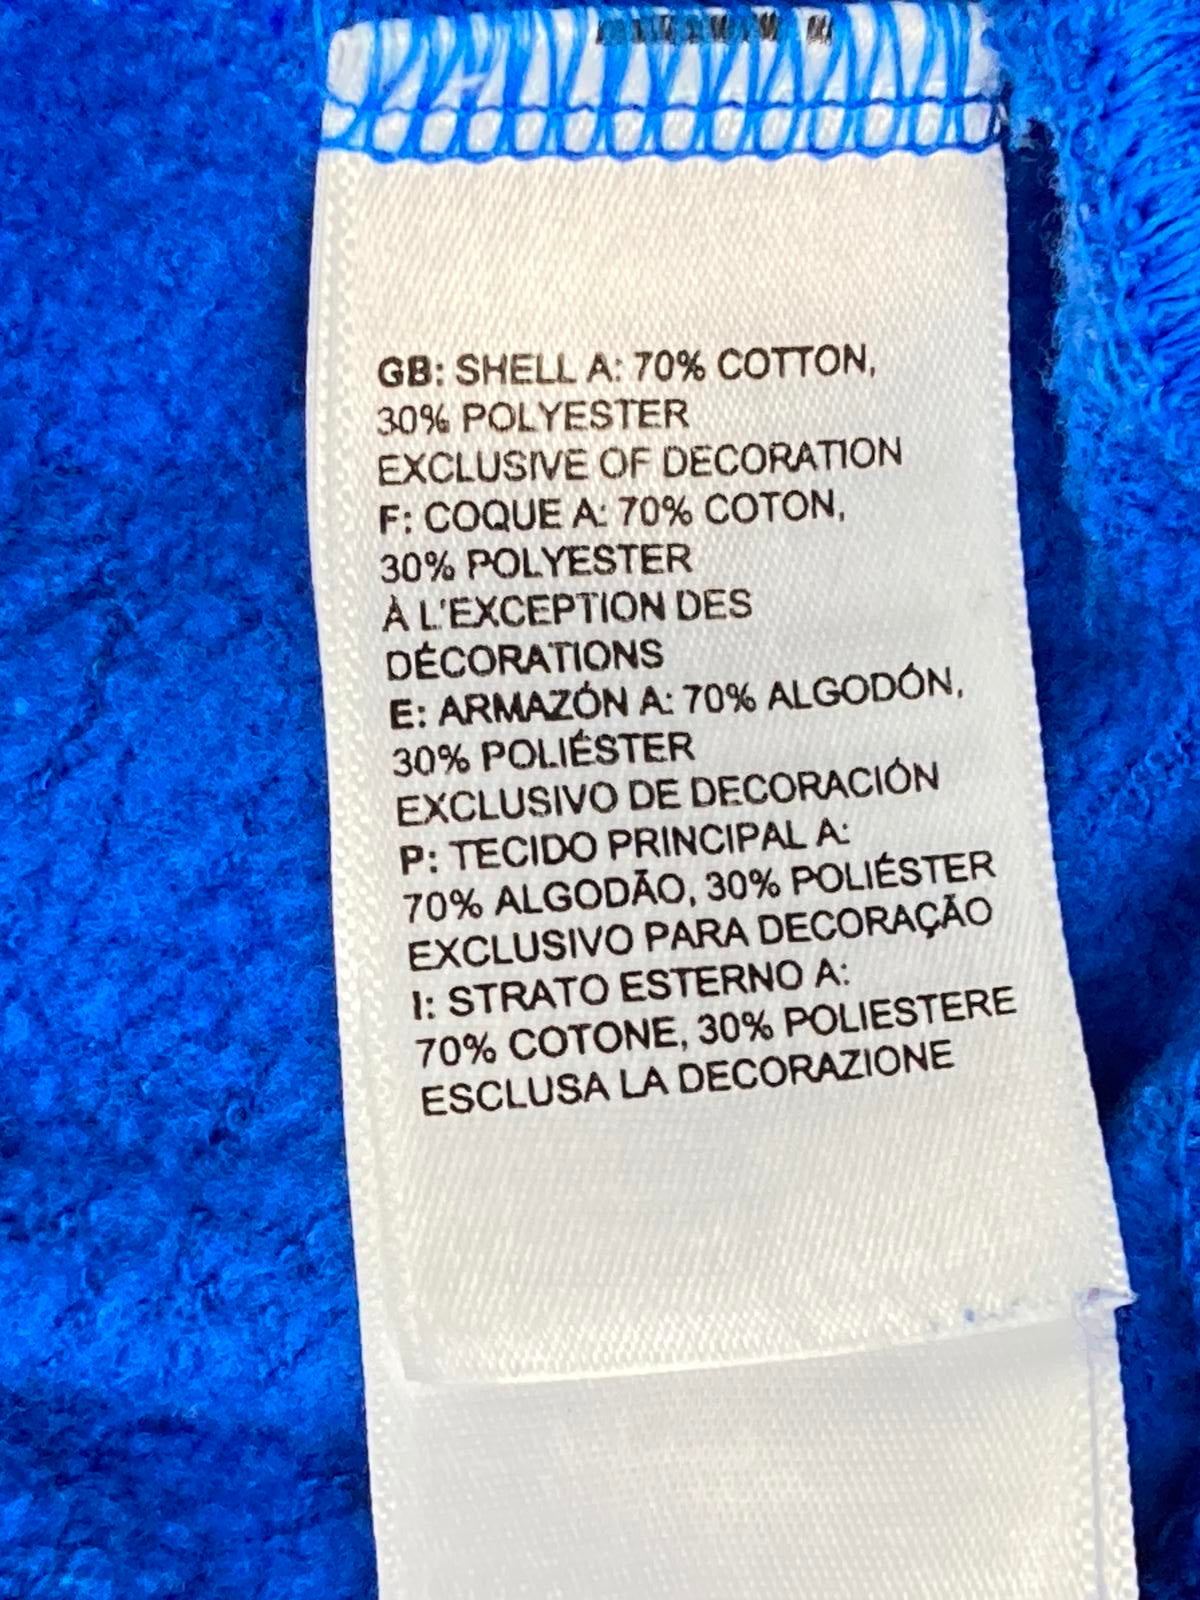 GB: SHELL A: 70% COTTON,
30% POLYESTER
EXCLUSIVE OF DECORATION
F: COQUE A: 70% COTON,
30% POLYESTER
À L'EXCEPTION DES
DÉCORATIONS
E: ARMAZÓN A: 70% ALGODÓN,
30% POLIÉSTER
EXCLUSIVO DE DECORACIÓN
P: TECIDO PRINCIPAL A:
70% ALGODÃO, 30% POLIÉSTER
EXCLUSIVO PARA DECORAÇÃO
I: STRATO ESTERNO A:
70% COTONE, 30% POLIESTERE
ESCLUSA LA DECORAZIONE